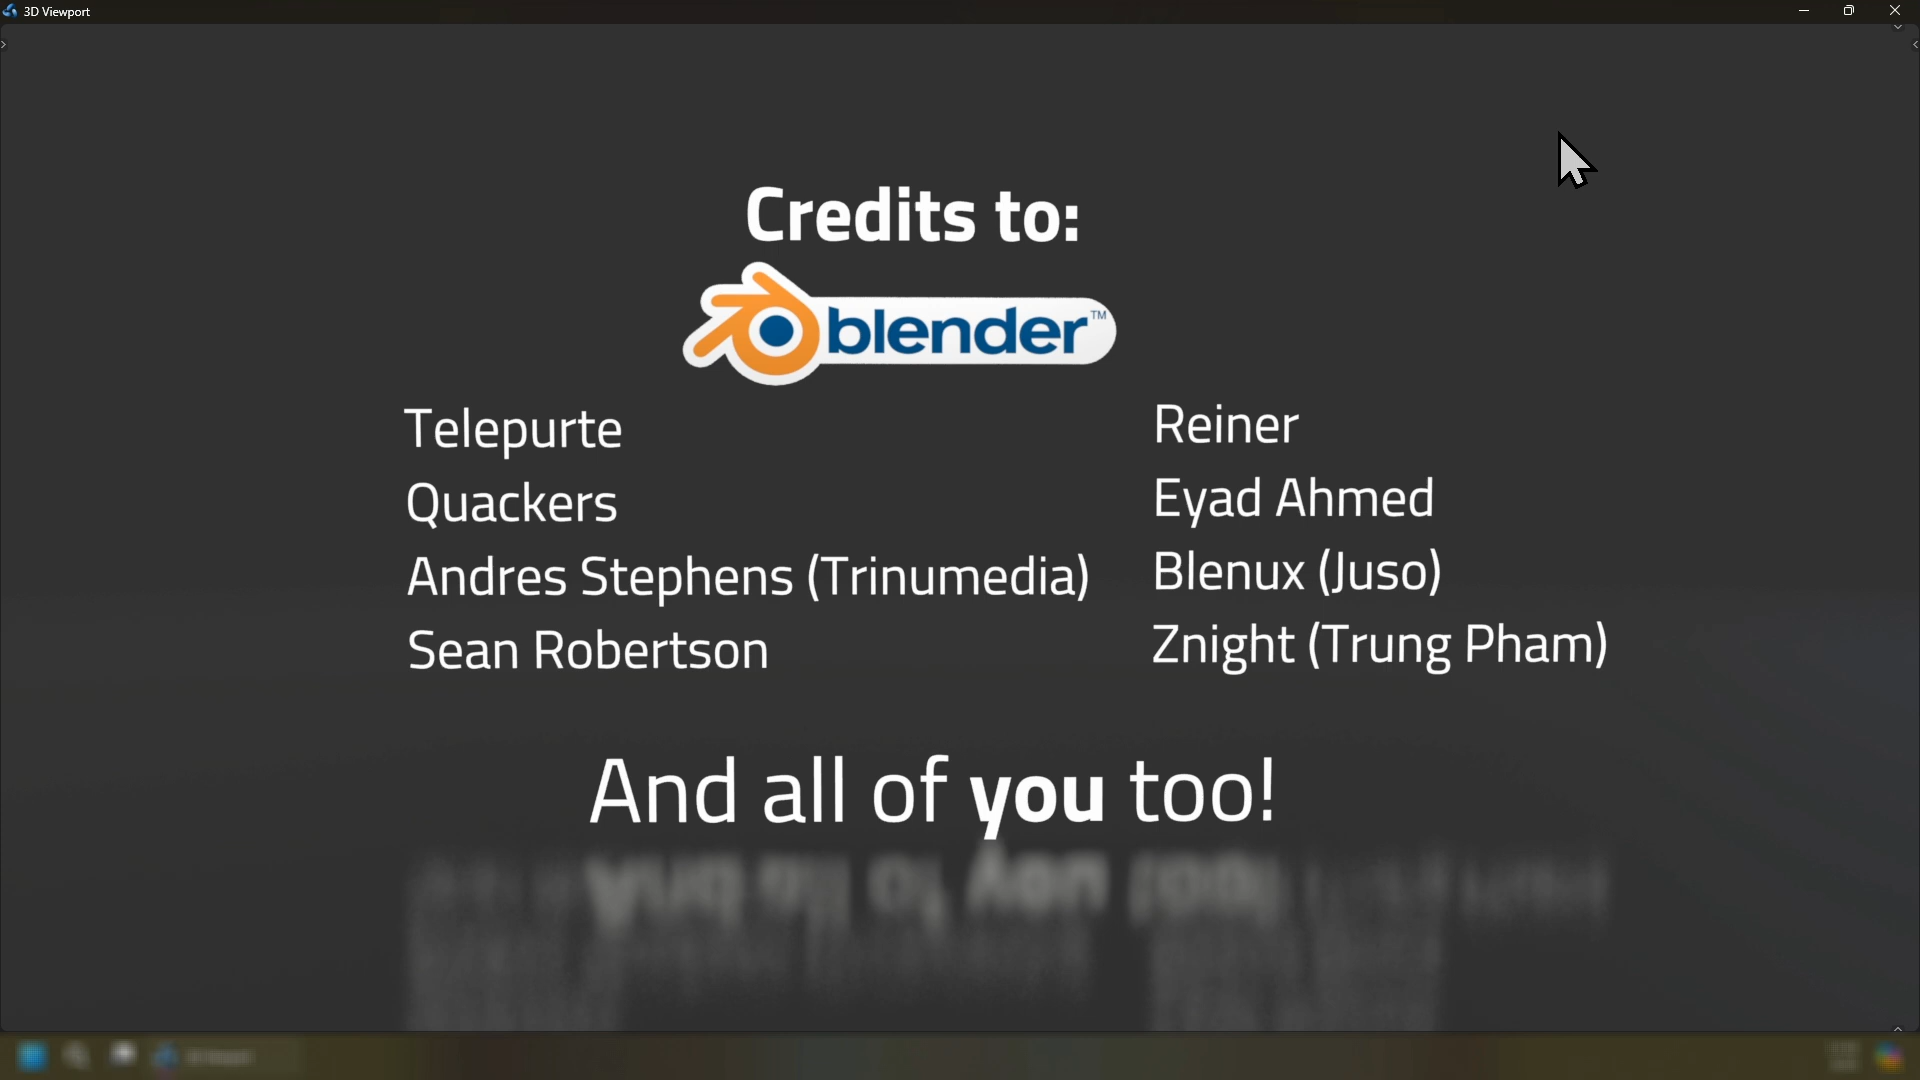 3D Viewport
Credits to:
blender™
Telepurte
Quackers
Andres Stephens (Trinumedia)
Sean Robertson
Reiner
Eyad Ahmed
Blenux (Juso)
Znight (Trung Pham)
And all of you too!